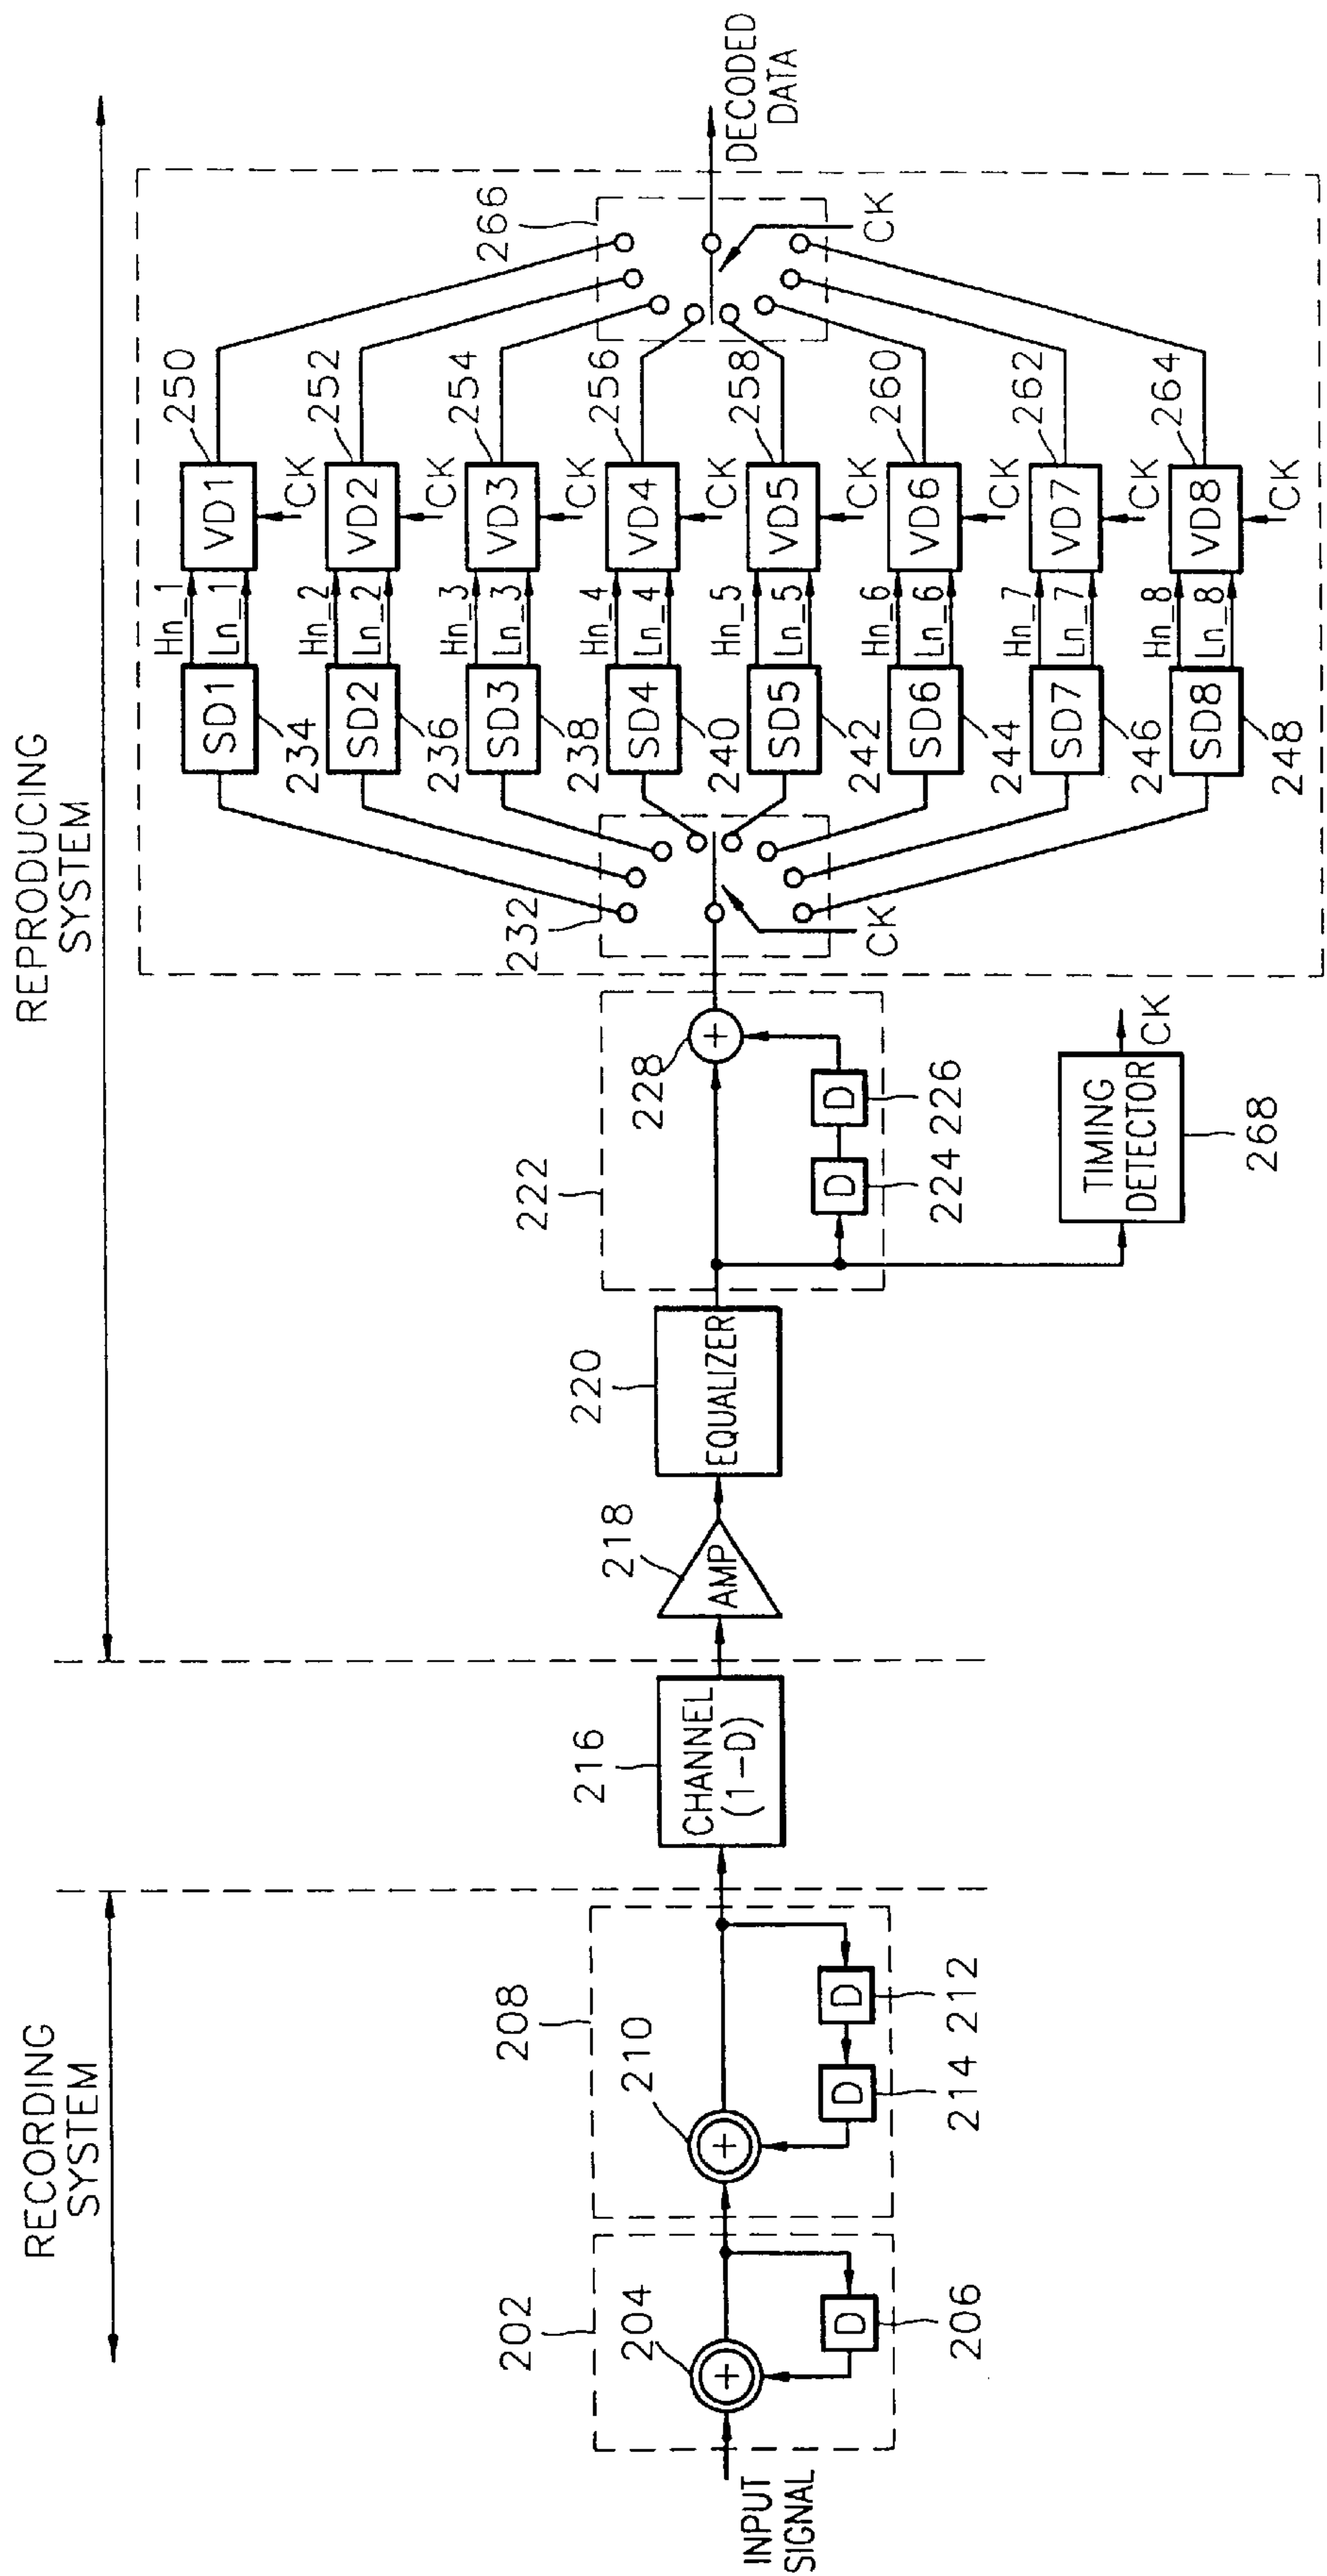 RECORDING
SYSTEM
REPRODUCING
SYSTEM
INPUT
SIGNAL
202
204
+
D
206
208
210
+
D
D
214
212
216
CHANNEL
(1-D)
218
AMP
220
EQUALIZER
222
228
+
D
D
224
226
TIMING
DETECTOR
268
CK
232
CK
SD1
234
Hn_1
Ln_1
VD1
250
CK
SD2
236
Hn_2
Ln_2
VD2
252
CK
SD3
238
Hn_3
Ln_3
VD3
254
CK
SD4
240
Hn_4
Ln_4
VD4
256
CK
SD5
242
Hn_5
Ln_5
VD5
258
CK
SD6
244
Hn_6
Ln_6
VD6
260
CK
SD7
246
Hn_7
Ln_7
VD7
262
CK
SD8
248
Hn_8
Ln_8
VD8
264
CK
266
CK
DECODED
DATA